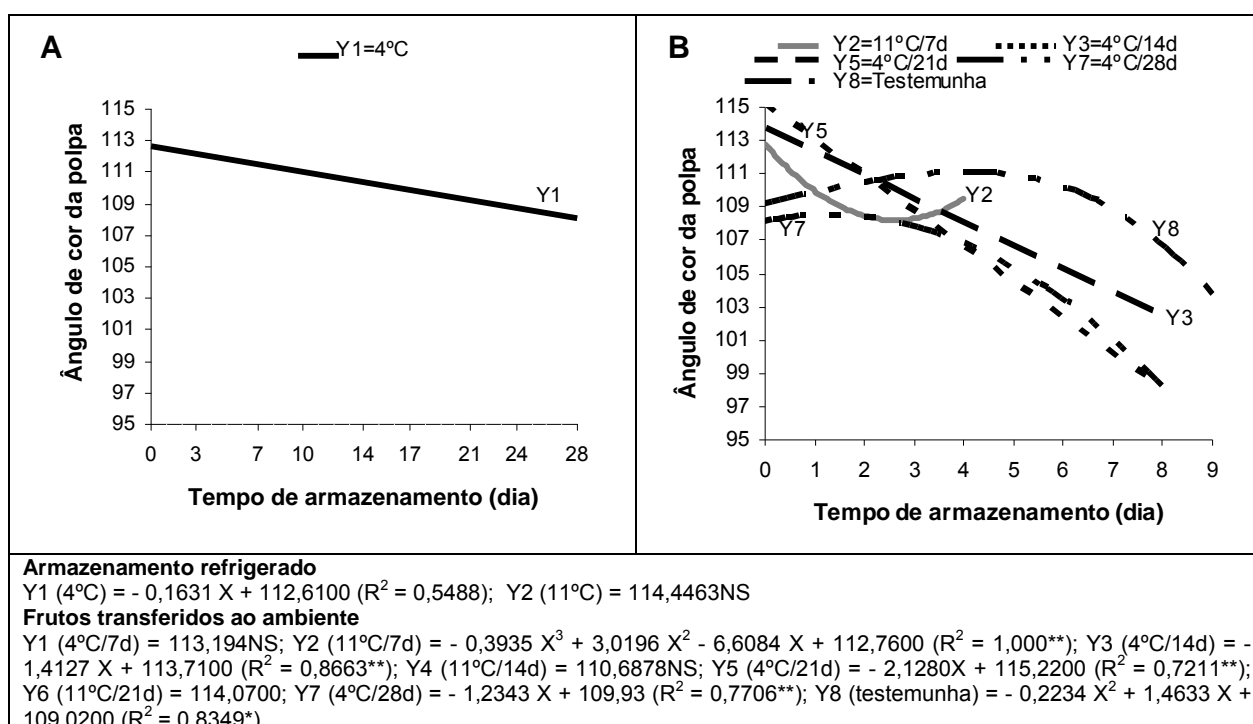 A
Y1=4ºC
Ângulo de cor da polpa
115
113
111
109
107
105
103
101
99
97
95
Y1
0 3 7 10 14 17 21 24 28
Tempo de armazenamento (dia)
B
Y2=11ºC/7d Y3=4ºC/14d
Y5=4ºC/21d Y7=4ºC/28d
Y8=Testemunha
Ângulo de cor da polpa
115
113
111
109
107
105
103
101
99
97
95
Y5
Y2
Y7
Y8
Y3
0 1 2 3 4 5 6 7 8 9
Tempo de armazenamento (dia)
Armazenamento refrigerado
Y1 (4ºC) = - 0,1631 X + 112,6100 (R² = 0,5488); Y2 (11ºC) = 114,4463NS
Frutos transferidos ao ambiente
Y1 (4ºC/7d) = 113,194NS; Y2 (11ºC/7d) = - 0,3935 X³ + 3,0196 X² - 6,6084 X + 112,7600 (R² = 1,000**); Y3 (4ºC/14d) = -
1,4127 X + 113,7100 (R² = 0,8663**); Y4 (11ºC/14d) = 110,6878NS; Y5 (4ºC/21d) = - 2,1280X + 115,2200 (R² = 0,7211**);
Y6 (11ºC/21d) = 114,0700; Y7 (4ºC/28d) = - 1,2343 X + 109,93 (R² = 0,7706**); Y8 (testemunha) = - 0,2234 X² + 1,4633 X +
109,0200 (R² = 0,8349*)